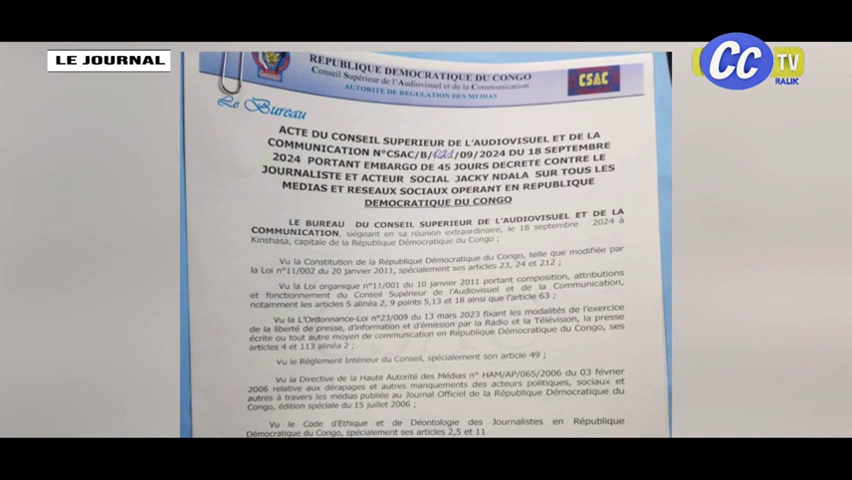 LE JOURNAL
CC TV
RALIK
REPUBLIQUE DEMOCRATIQUE DU CONGO
Conseil Supérieur de l'Audiovisuel et de la Communication
AUTORITE DE REGULATION DES MEDIAS
CSAC
Le Bureau
ACTE DU CONSEIL SUPERIEUR DE L'AUDIOVISUEL ET DE LA
COMMUNICATION N°CSAC/B/ /09/2024 DU 18 SEPTEMBRE
2024 PORTANT EMBARGO DE 45 JOURS DECRETE CONTRE LE
JOURNALISTE ET ACTEUR SOCIAL JACKY NDALA SUR TOUS LES
MEDIAS ET RESEAUX SOCIAUX OPERANT EN REPUBLIQUE
DEMOCRATIQUE DU CONGO
LE BUREAU DU CONSEIL SUPERIEUR DE L'AUDIOVISUEL ET DE LA
COMMUNICATION, siégeant en sa réunion extraordinaire, le 18 septembre 2024 à
Kinshasa, capitale de la République Démocratique du Congo ;
Vu la Constitution de la République Démocratique du Congo, telle que modifiée par
la Loi n°11/002 du 20 janvier 2011, spécialement ses articles 23, 24 et 212 ;
Vu la Loi organique n°11/001 du 10 janvier 2011 portant composition, attributions
et fonctionnement du Conseil Supérieur de l'Audiovisuel et de la Communication,
notamment les articles 5 alinéa 2, 9 points 5,13 et 18 ainsi que l'article 63 ;
Vu la L'Ordonnance-Loi n°23/009 du 13 mars 2023 fixant les modalités de l'exercice
de la liberté de presse, d'information et d'émission par la Radio et la Télévision, la presse
écrite ou tout autre moyen de communication en République Démocratique du Congo, ses
articles 4 et 113 alinéa 2 ;
Vu le Règlement Intérieur du Conseil, spécialement son article 49 ;
Vu la Directive de la Haute Autorité des Médias n° HAM/AP/065/2006 du 03 février
2006 relative aux dérapages et autres manquements des acteurs politiques, sociaux et
autres à travers les médias publiée au Journal Officiel de la République Démocratique du
Congo, édition spéciale du 15 juillet 2006 ;
Vu le Code d'Ethique et de Déontologie des Journalistes en République
Démocratique du Congo, spécialement ses articles 2,5 et 11